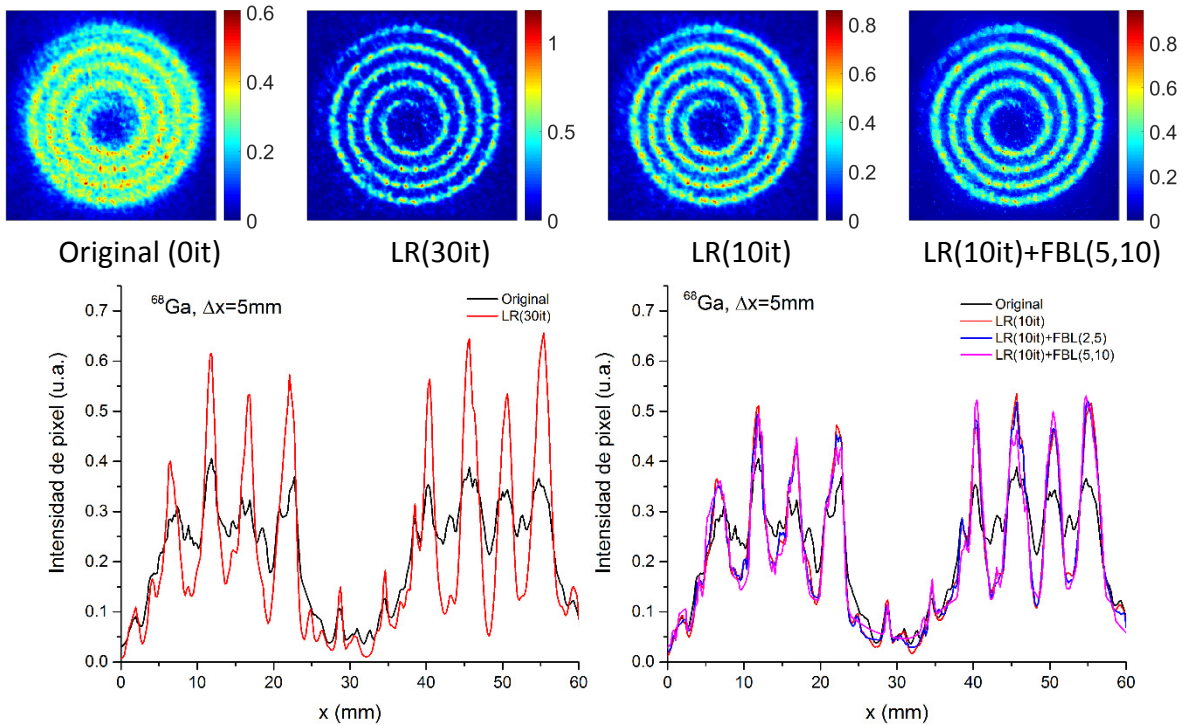 0.6
0.4
0.2
0
1
0.5
0
0.8
0.6
0.4
0.2
0
0.8
0.6
0.4
0.2
0
Original (0it)
LR(30it)
LR(10it)
LR(10it)+FBL(5,10)
⁶⁸Ga, Δx=5mm
Original
LR(30it)
Intensidad de pixel (u.a.)
0.7
0.6
0.5
0.4
0.3
0.2
0.1
0.0
0 10 20 30 40 50 60
x (mm)
⁶⁸Ga, Δx=5mm
Original
LR(10it)
LR(10it)+FBL(2,5)
LR(10it)+FBL(5,10)
Intensidad de pixel (u.a.)
0.7
0.6
0.5
0.4
0.3
0.2
0.1
0.0
0 10 20 30 40 50 60
x (mm)